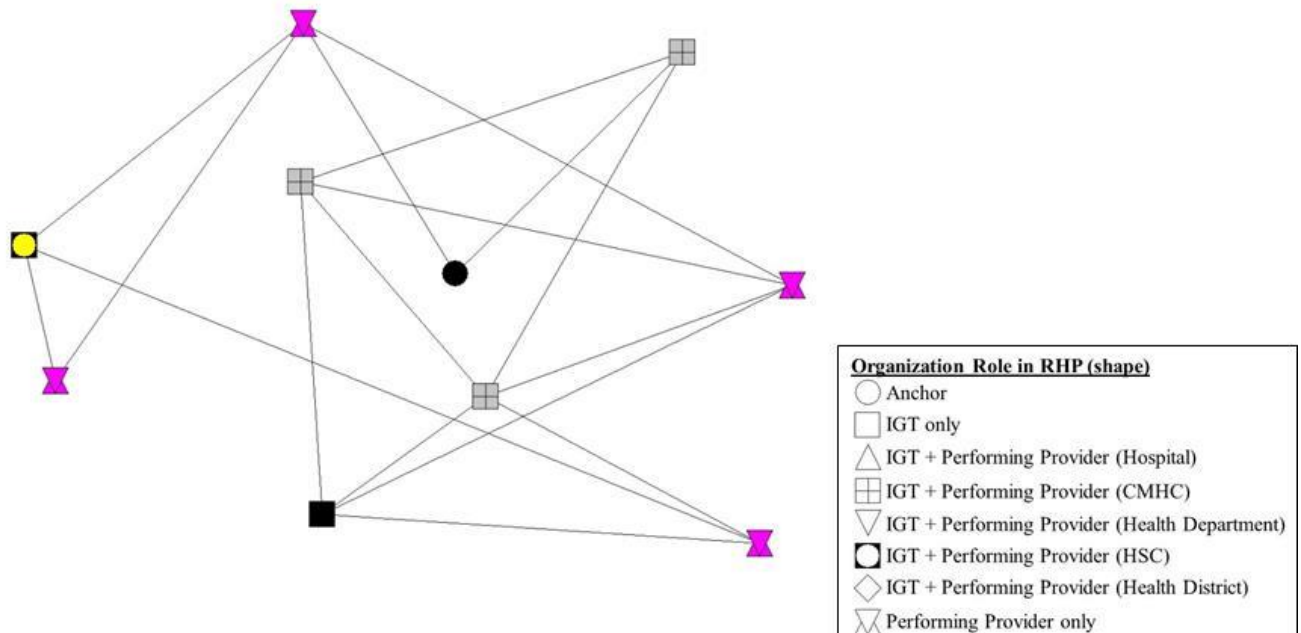 Organization Role in RHP (shape)
Anchor
IGT only
IGT + Performing Provider (Hospital)
IGT + Performing Provider (CMHC)
IGT + Performing Provider (Health Department)
IGT + Performing Provider (HSC)
IGT + Performing Provider (Health District)
Performing Provider only